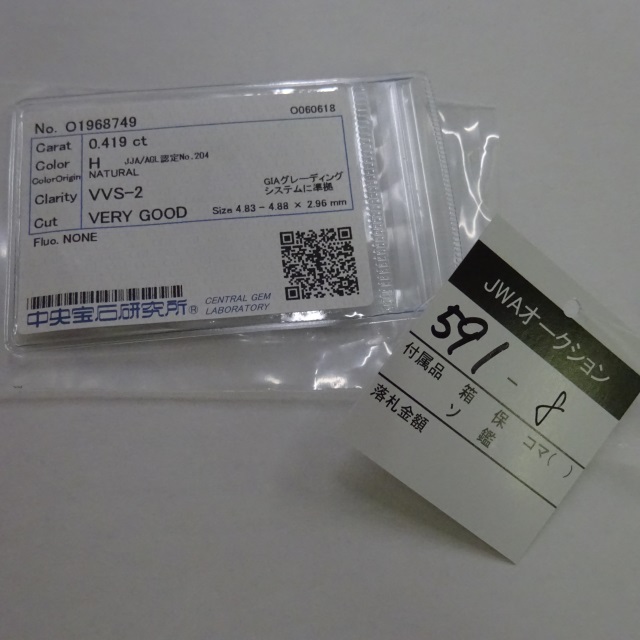 No. O1968749
O060618
Carat 0.419 ct
Color H JJA/AGL認定No.204
ColorOrigin NATURAL
GIAグレーディング
システムに準拠
Clarity VVS-2
Cut VERY GOOD Size 4.83 - 4.88 × 2.96 mm
Fluo. NONE
中央宝石研究所® CENTRAL GEM
LABORATORY
JWAオークション
591-8
付属品 箱 保 コマ( )
ソ 鑑
落札金額